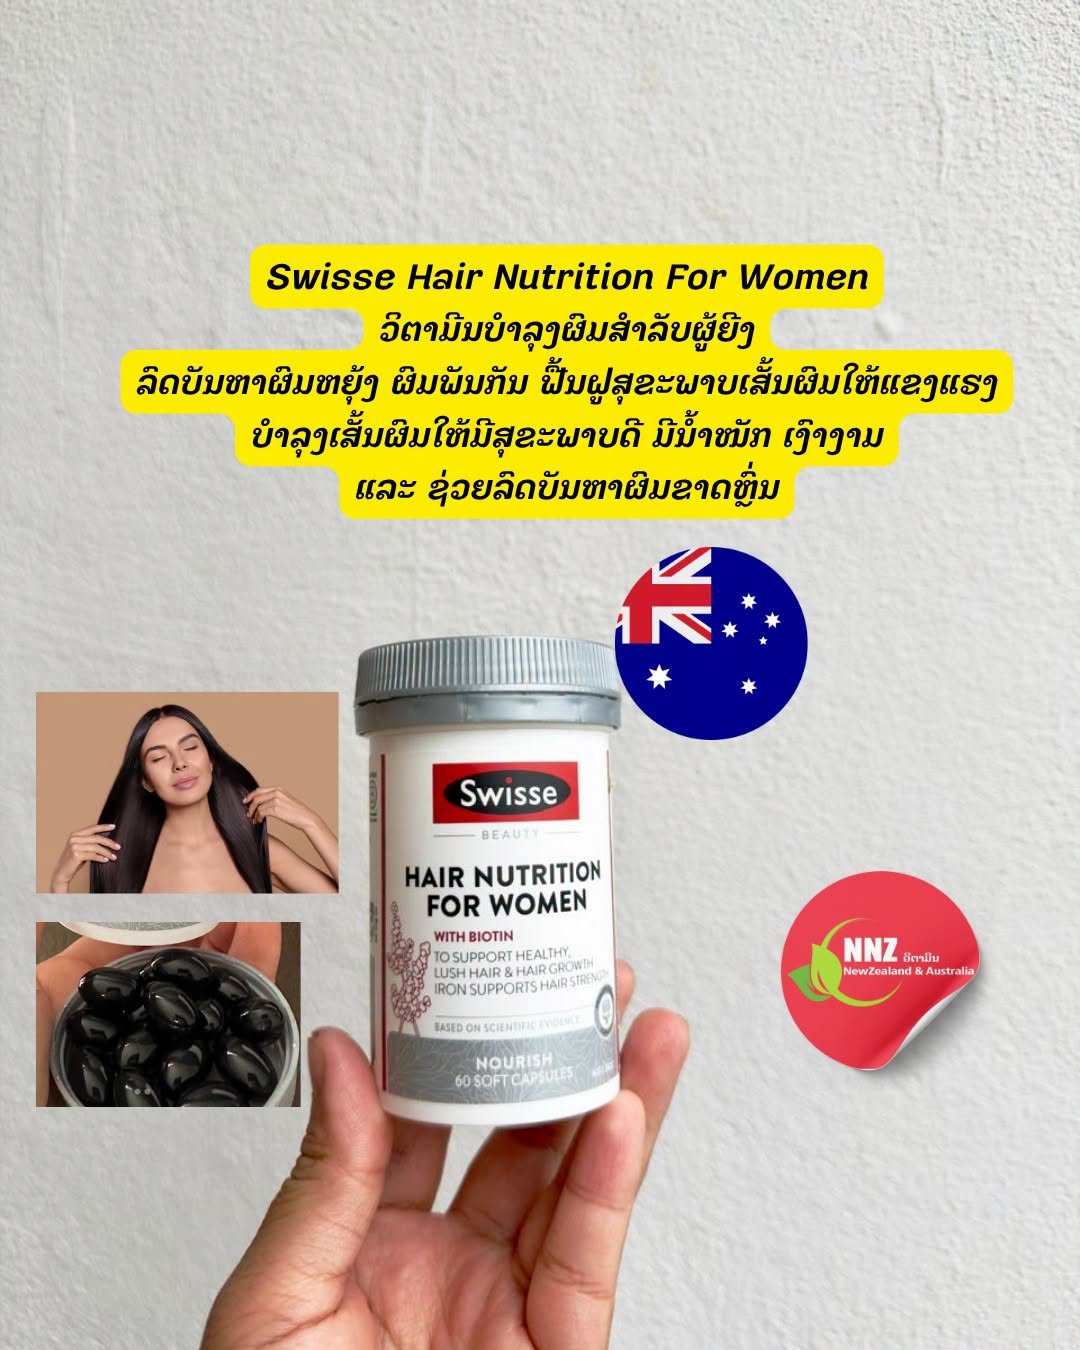 Swisse Hair Nutrition For Women
ວິຕາມີນບຳລຸງຜົມສຳລັບຜູ້ຍີງ
ລົດບັນຫາຜົມຫຍຸ້ງ ຜົມພັນກັນ ຟື້ນຝູສຸຂະພາບເສັ້ນຜົມໃຫ້ແຂງແຮງ
ບຳລຸງເສັ້ນຜົມໃຫ້ມີສຸຂະພາບດີ ມີນ້ຳໜັກ ເງົາງາມ
ແລະ ຊ່ວຍລົດບັນຫາຜົມຂາດຫຼົ່ນ
Swisse
BEAUTY
HAIR NUTRITION
FOR WOMEN
WITH BIOTIN
TO SUPPORT HEALTHY,
LUSH HAIR & HAIR GROWTH
IRON SUPPORTS HAIR STRENGTH
BASED ON SCIENTIFIC EVIDENCE
NOURISH
60 SOFT CAPSULES
NNZ ວິຕາມິນ
NewZealand & Australia